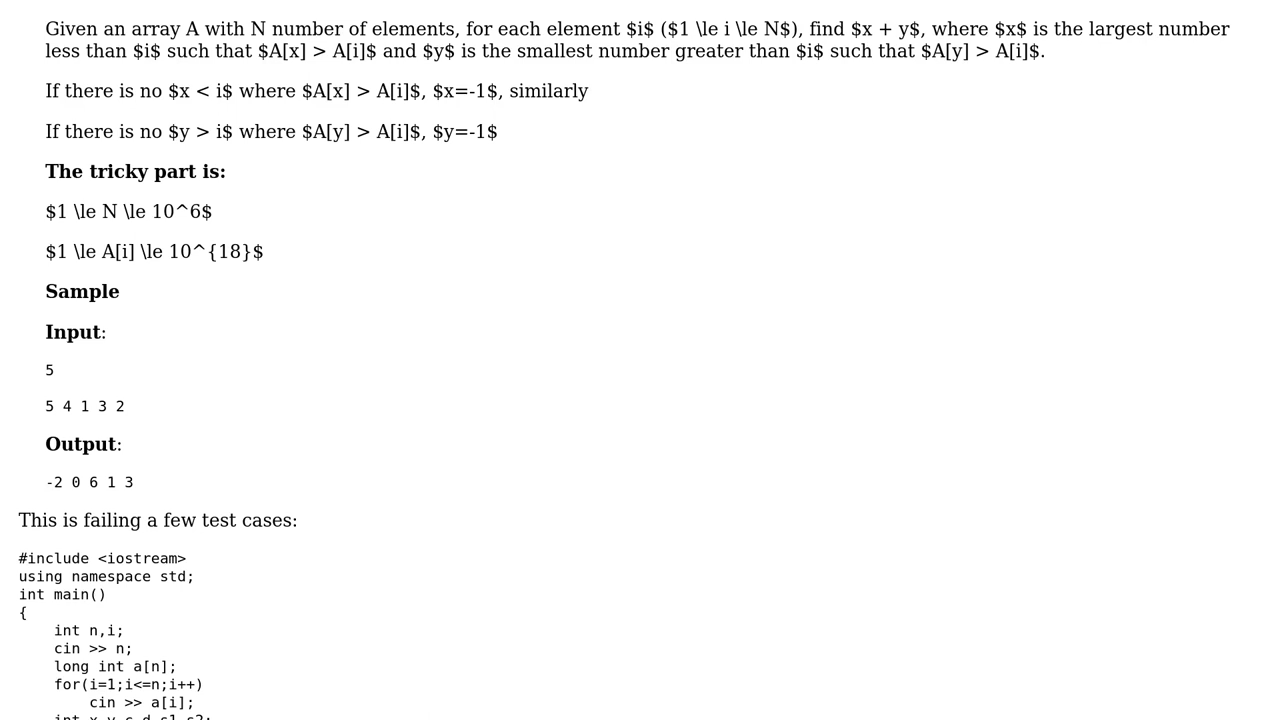 Given an array A with N number of elements, for each element $i$ ($1 \le i \le N$), find $x + y$, where $x$ is the largest number
less than $i$ such that $A[x] > A[i]$ and $y$ is the smallest number greater than $i$ such that $A[y] > A[i]$.
If there is no $x < i$ where $A[x] > A[i]$, $x=-1$, similarly
If there is no $y > i$ where $A[y] > A[i]$, $y=-1$
The tricky part is:
$1 \le N \le 10^6$
$1 \le A[i] \le 10^{18}$
Sample
Input:
5
5 4 1 3 2
Output:
-2 0 6 1 3
This is failing a few test cases:
#include <iostream>
using namespace std;
int main()
{
    int n,i;
    cin >> n;
    long int a[n];
    for(i=1;i<=n;i++)
        cin >> a[i];
    int x,y,c,d,s1,s2;